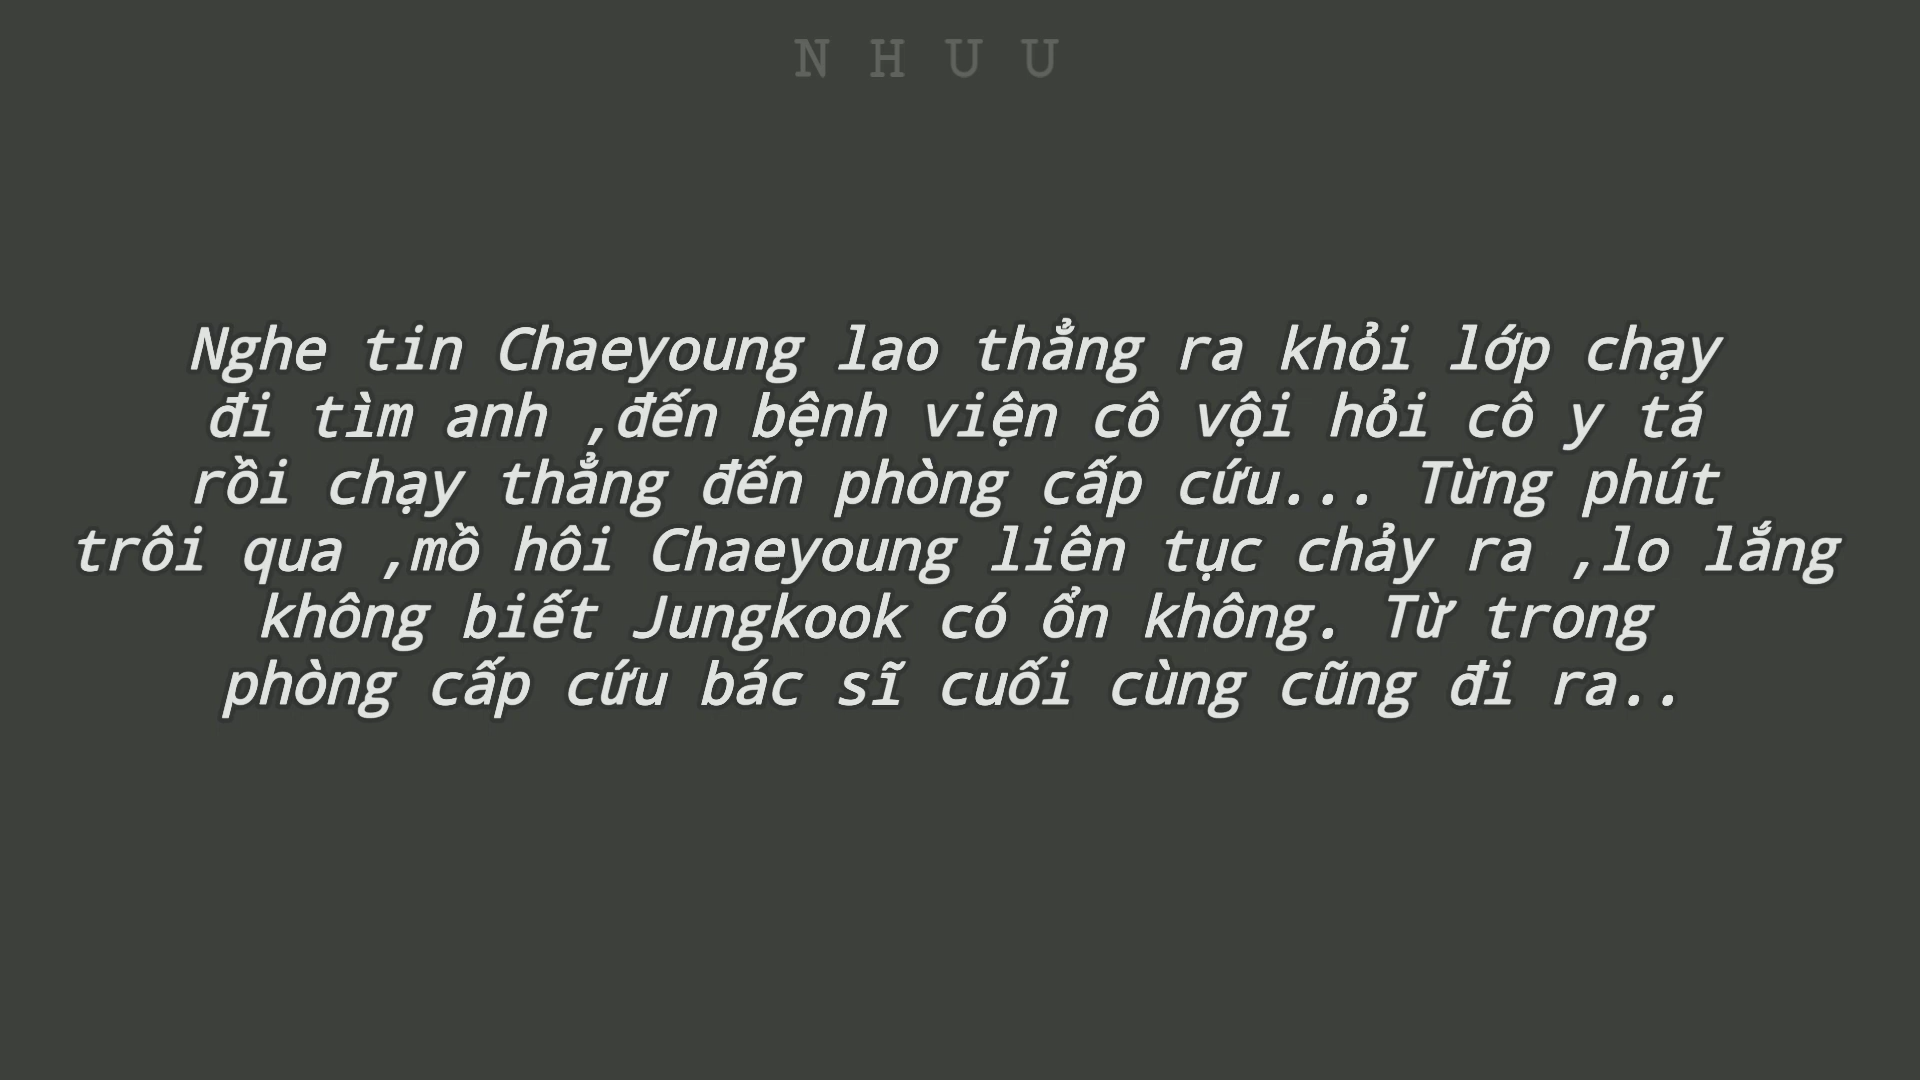 N H U U
Nghe tin Chaeyoung lao thẳng ra khỏi lớp chạy
đi tìm anh ,đến bệnh viện cô vội hỏi cô y tá
rồi chạy thẳng đến phòng cấp cứu... Từng phút
trôi qua ,mồ hôi Chaeyoung liên tục chảy ra ,lo lắng
không biết Jungkook có ổn không. Từ trong
phòng cấp cứu bác sĩ cuối cùng cũng đi ra..